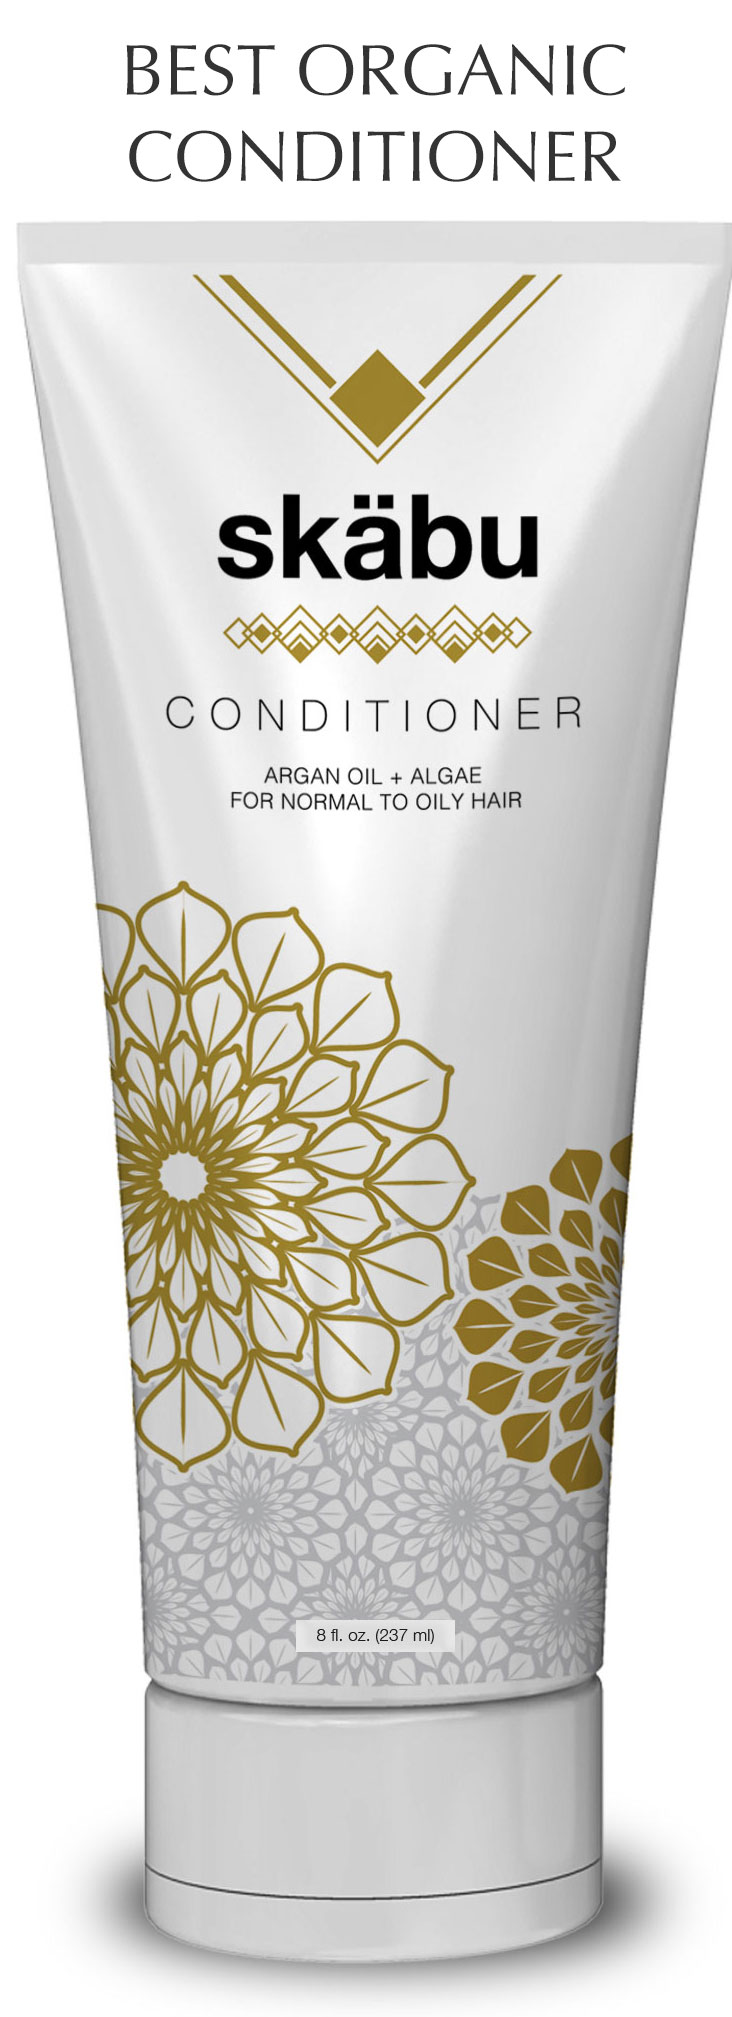 BEST ORGANIC
CONDITIONER
skäbu
CONDITIONER
ARGAN OIL + ALGAE
FOR NORMAL TO OILY HAIR
8 fl. oz. (237 ml)